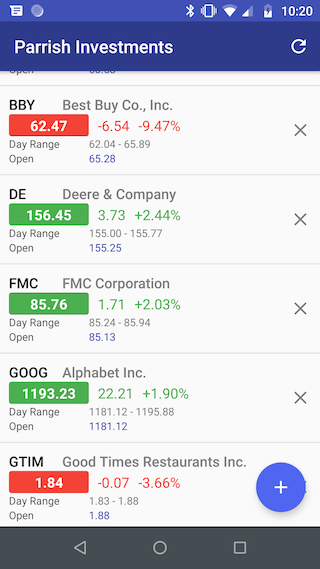 10:20
Parrish Investments
BBY Best Buy Co., Inc.
62.47 -6.54 -9.47%
Day Range 62.04 - 65.89
Open 65.28
DE Deere & Company
156.45 3.73 +2.44%
Day Range 155.00 - 155.77
Open 155.25
FMC FMC Corporation
85.76 1.71 +2.03%
Day Range 85.24 - 85.94
Open 85.13
GOOG Alphabet Inc.
1193.23 22.21 +1.90%
Day Range 1181.12 - 1195.88
Open 1181.12
GTIM Good Times Restaurants Inc.
1.84 -0.07 -3.66%
Day Range 1.83 - 1.88
Open 1.88